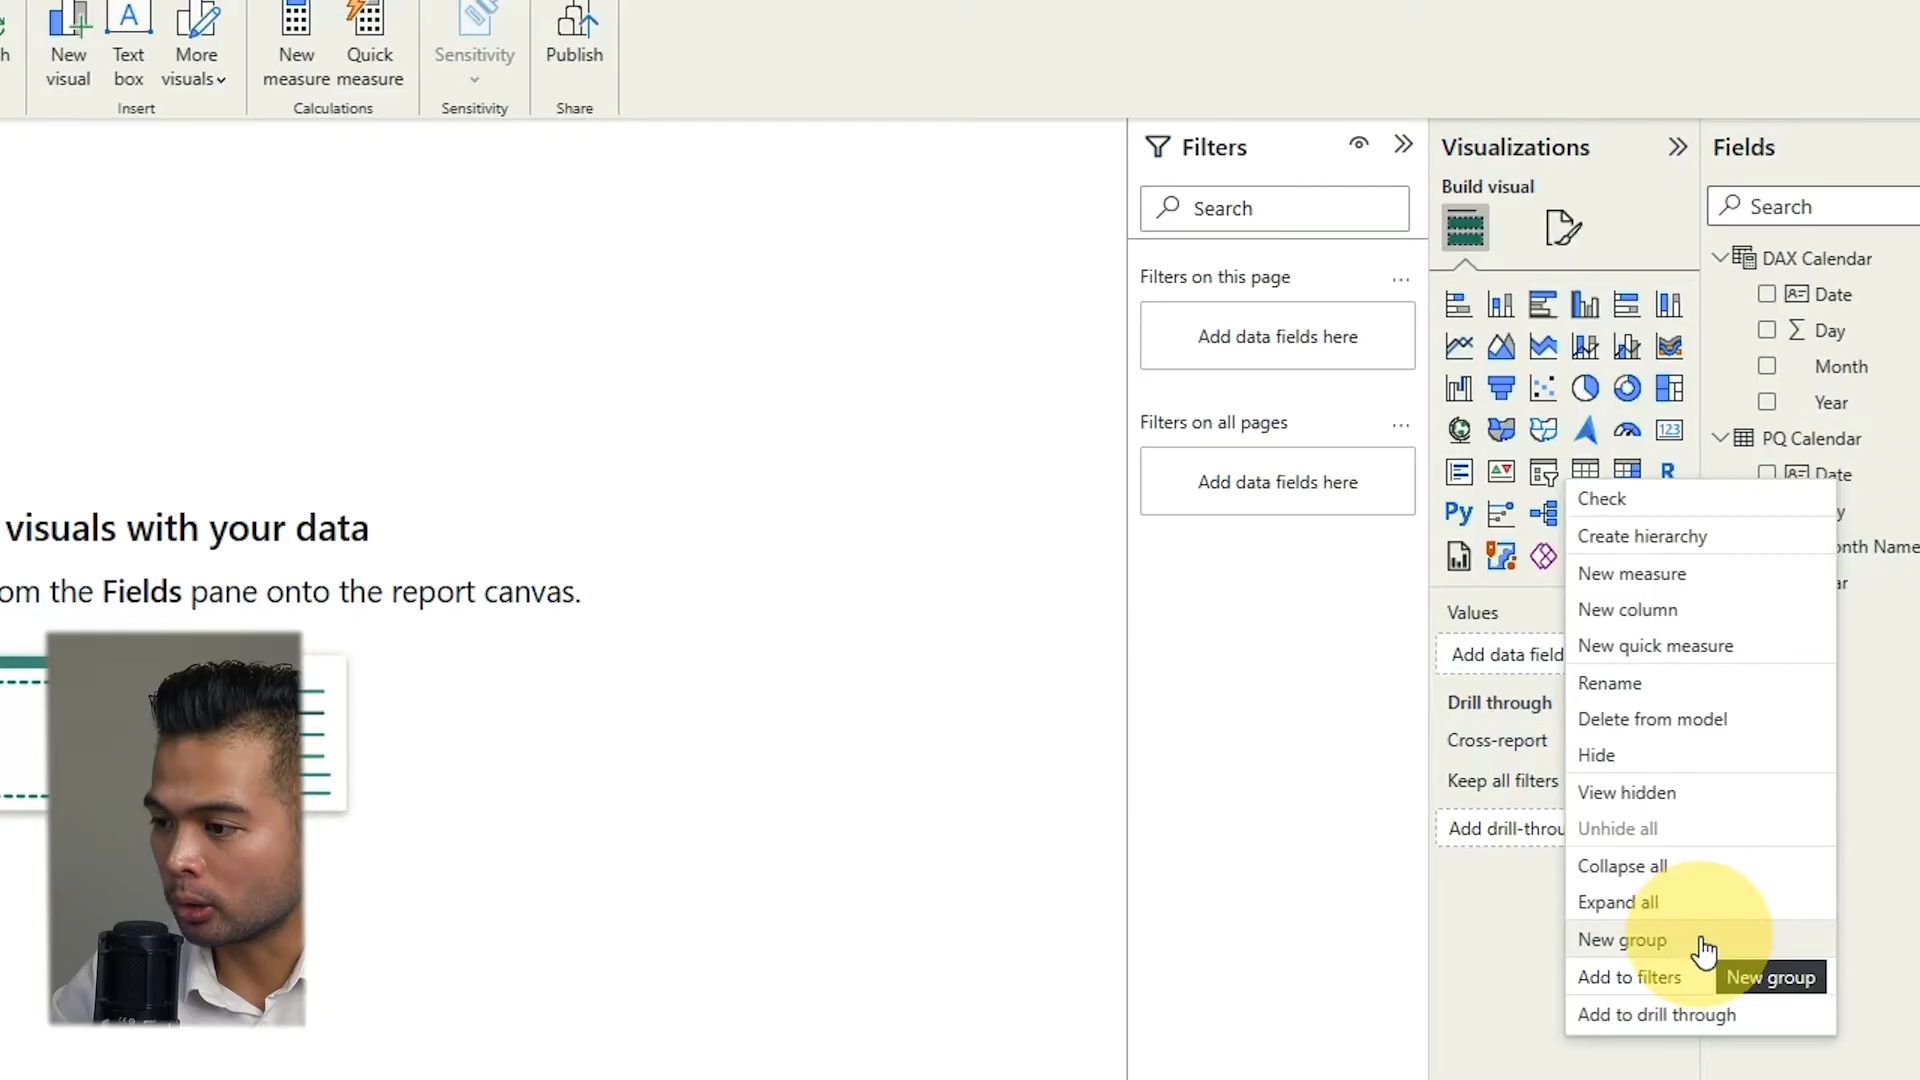 h
New
visual
Text
box
More
visuals
Insert
New
measure
Quick
measure
Calculations
Sensitivity
Sensitivity
Publish
Share
visuals with your data
om the Fields pane onto the report canvas.
Filters
Search
Filters on this page
...
Add data fields here
Filters on all pages
...
Add data fields here
Visualizations
Build visual
123
R
Py
Values
Add data field
Drill through
Cross-report
Keep all filters
Add drill-throu
Fields
Search
DAX Calendar
Date
Day
Month
Year
PQ Calendar
Date
y
onth Name
ar
Check
Create hierarchy
New measure
New column
New quick measure
Rename
Delete from model
Hide
View hidden
Unhide all
Collapse all
Expand all
New group
Add to filters
New group
Add to drill through